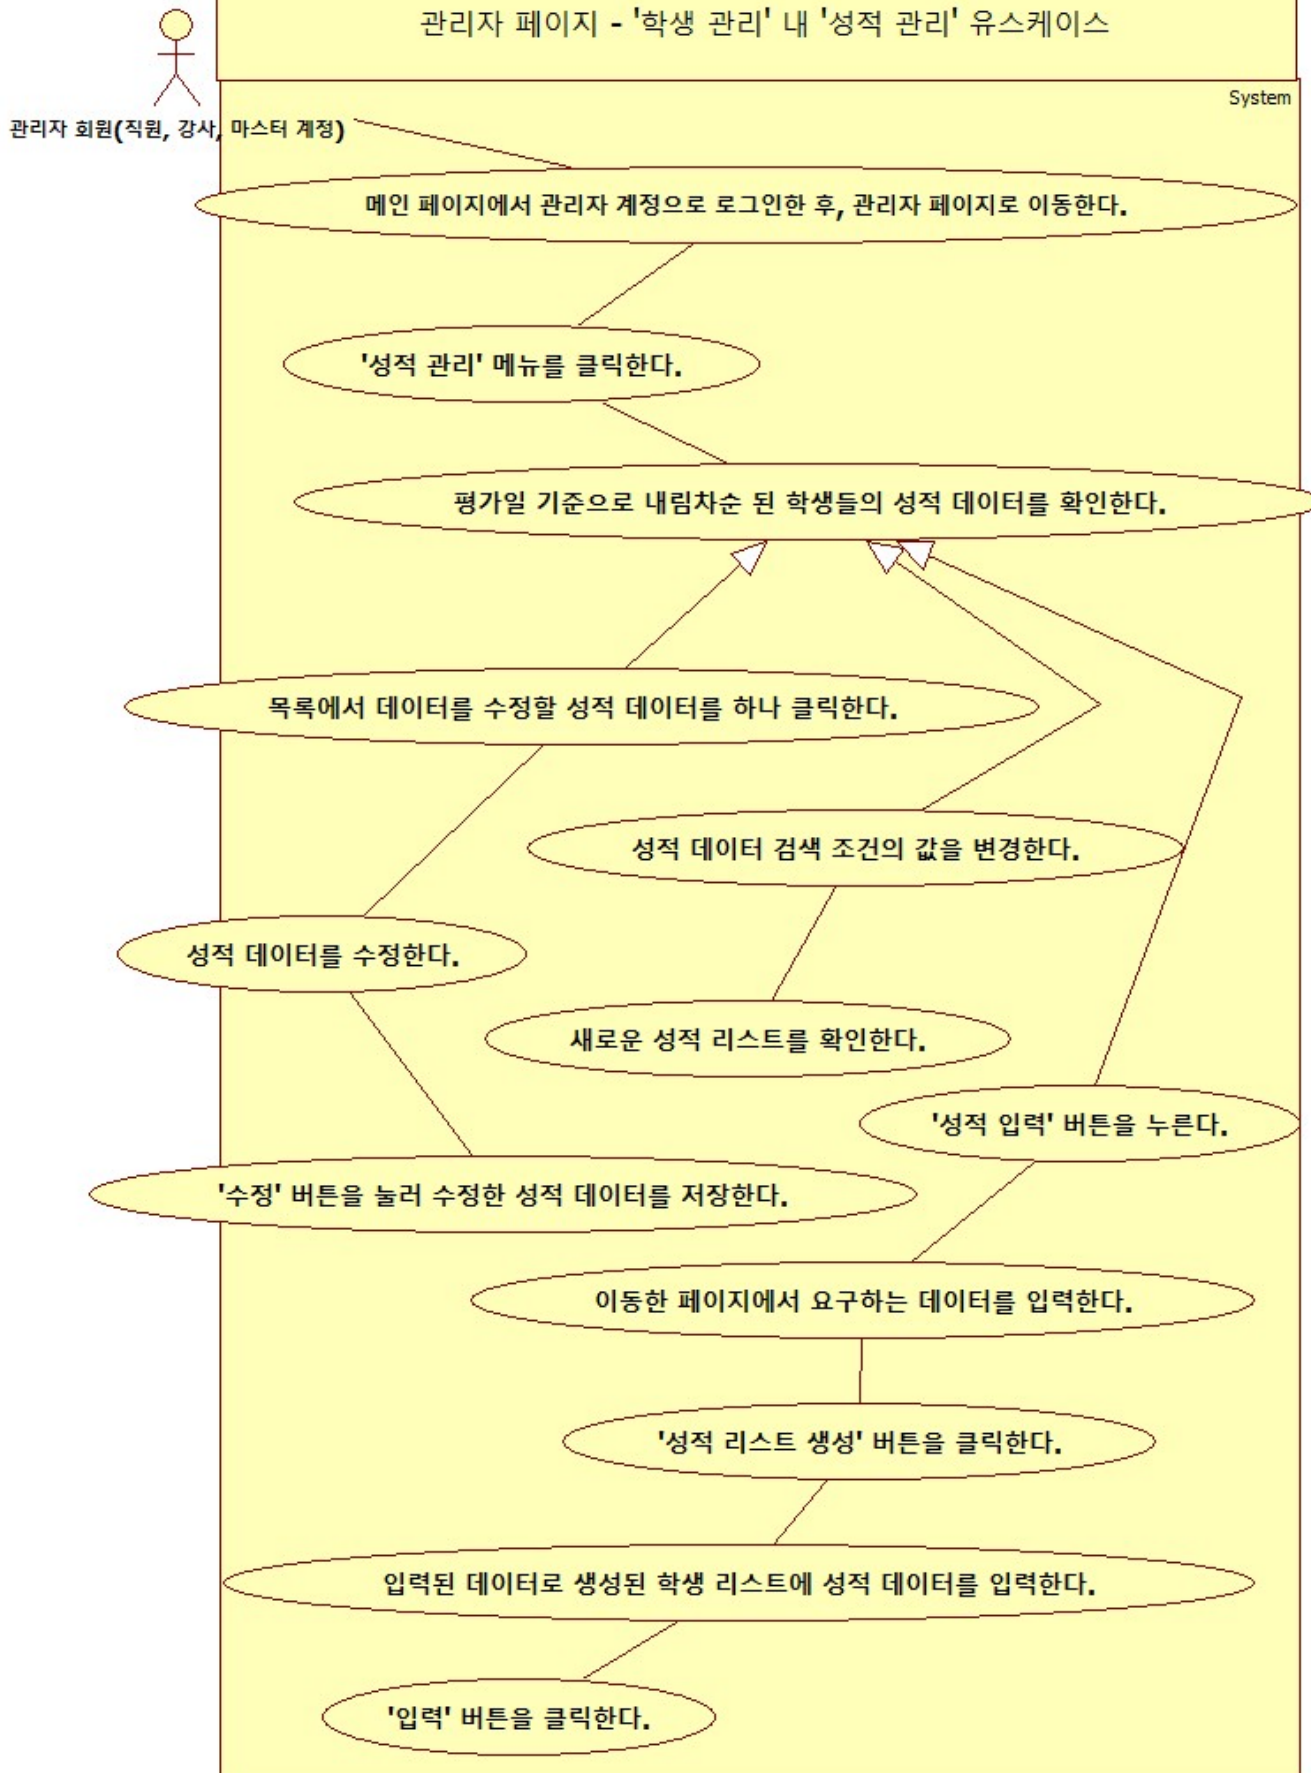 관리자 페이지 - '학생 관리' 내 '성적 관리' 유스케이스
System
관리자 회원(직원, 강사, 마스터 계정)
메인 페이지에서 관리자 계정으로 로그인한 후, 관리자 페이지로 이동한다.
'성적 관리' 메뉴를 클릭한다.
평가일 기준으로 내림차순 된 학생들의 성적 데이터를 확인한다.
목록에서 데이터를 수정할 성적 데이터를 하나 클릭한다.
성적 데이터 검색 조건의 값을 변경한다.
성적 데이터를 수정한다.
새로운 성적 리스트를 확인한다.
'성적 입력' 버튼을 누른다.
'수정' 버튼을 눌러 수정한 성적 데이터를 저장한다.
이동한 페이지에서 요구하는 데이터를 입력한다.
'성적 리스트 생성' 버튼을 클릭한다.
입력된 데이터로 생성된 학생 리스트에 성적 데이터를 입력한다.
'입력' 버튼을 클릭한다.